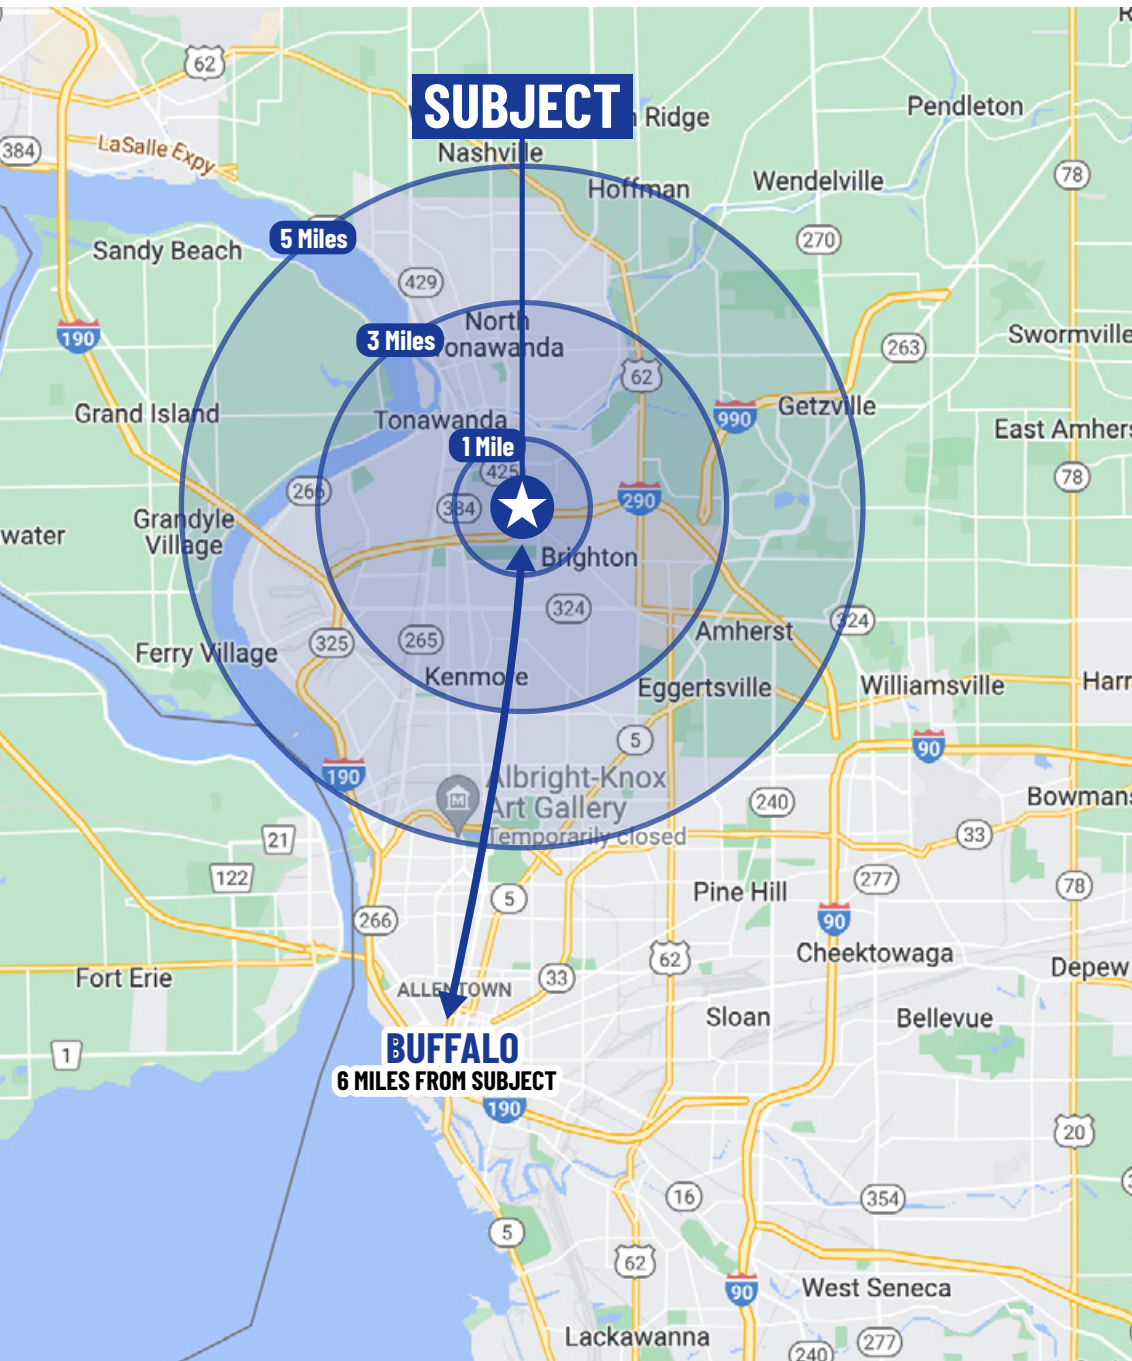 62
SUBJECT
Ridge
Pendleton
384
LaSalle Expy
Nashville
Hoffman
Wendelville
78
5 Miles
270
Sandy Beach
429
190
3 Miles
North
Tonawanda
263
Swormville
62
Grand Island
Tonawanda
990
Getzville
East Amhers
1 Mile
425
78
266
384
290
Grandyle
Village
water
Brighton
324
324
Ferry Village
325
265
Amherst
Kenmore
Eggertsville
Williamsville
Harr
5
90
190
Albright-Knox
Art Gallery
Temporarily closed
240
Bowmans
21
33
122
5
Pine Hill
277
78
266
90
62
Cheektowaga
Fort Erie
33
Depew
ALLENTOWN
Sloan
Bellevue
1
BUFFALO
6 MILES FROM SUBJECT
190
20
16
354
5
62
90
West Seneca
Lackawanna
240
277